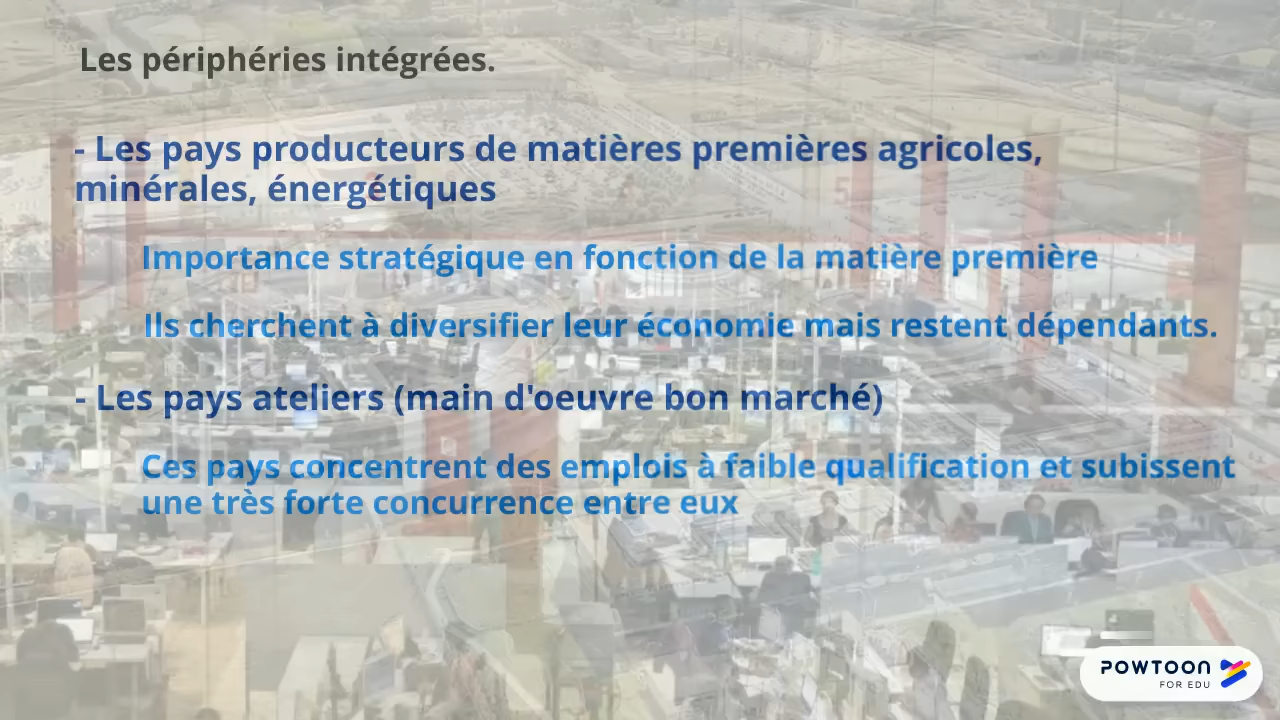 Les périphéries intégrées.
- Les pays producteurs de matières premières agricoles,
minérales, énergétiques
Importance stratégique en fonction de la matière première
Ils cherchent à diversifier leur économie mais restent dépendants.
- Les pays ateliers (main d'oeuvre bon marché)
Ces pays concentrent des emplois à faible qualification et subissent
une très forte concurrence entre eux
POWTOON
FOR EDU